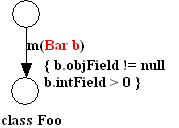 m(Bar b)
{ b.objField != null
b.intField > 0 }
class Foo